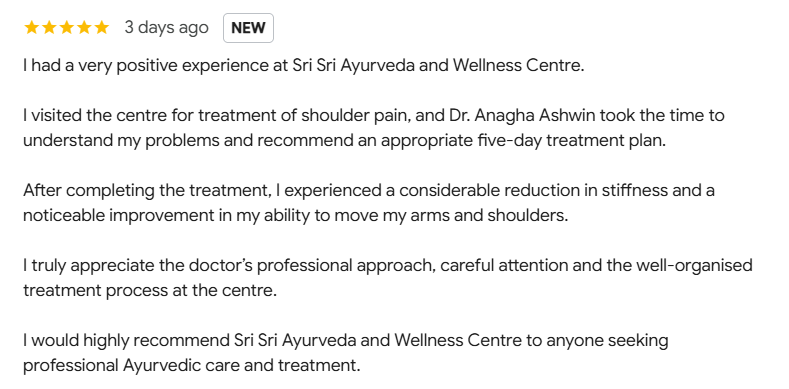 3 days ago NEW
I had a very positive experience at Sri Sri Ayurveda and Wellness Centre.
I visited the centre for treatment of shoulder pain, and Dr. Anagha Ashwin took the time to
understand my problems and recommend an appropriate five-day treatment plan.
After completing the treatment, I experienced a considerable reduction in stiffness and a
noticeable improvement in my ability to move my arms and shoulders.
I truly appreciate the doctor’s professional approach, careful attention and the well-organised
treatment process at the centre.
I would highly recommend Sri Sri Ayurveda and Wellness Centre to anyone seeking
professional Ayurvedic care and treatment.